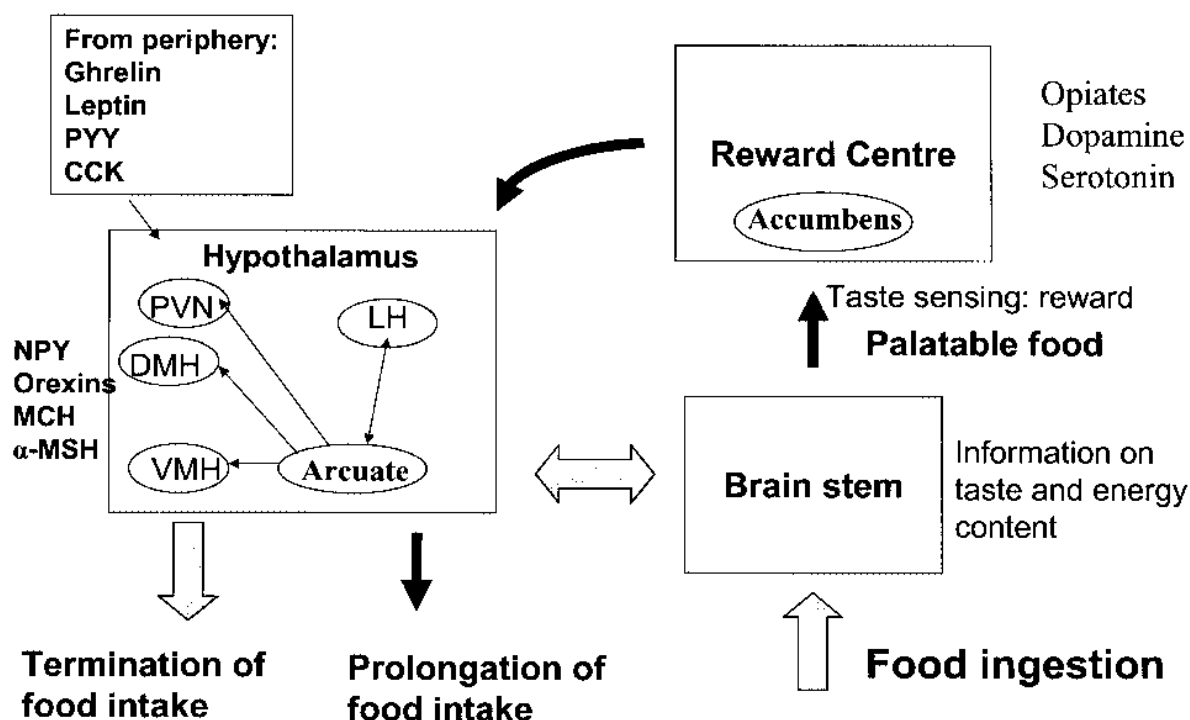 From periphery:
Ghrelin
Leptin
PYY
CCK
Reward Centre
Accumbens
Opiates
Dopamine
Serotonin
Hypothalamus
PVN
LH
DMH
VMH
Arcuate
NPY
Orexins
MCH
α-MSH
Taste sensing: reward
Palatable food
Brain stem
Information on
taste and energy
content
Termination of
food intake
Prolongation of
food intake
Food ingestion